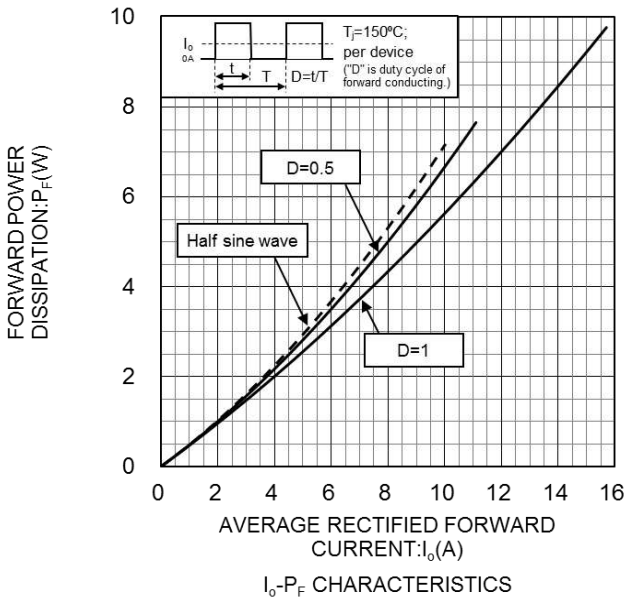 10
8
6
4
2
0
0 2 4 6 8 10 12 14 16
FORWARD POWER
DISSIPATION:PF(W)
Io
0A
t
T
D=t/T
Tj=150°C;
per device
("D" is duty cycle of
forward conducting.)
D=0.5
Half sine wave
D=1
AVERAGE RECTIFIED FORWARD
CURRENT:Io(A)
Io-PF CHARACTERISTICS